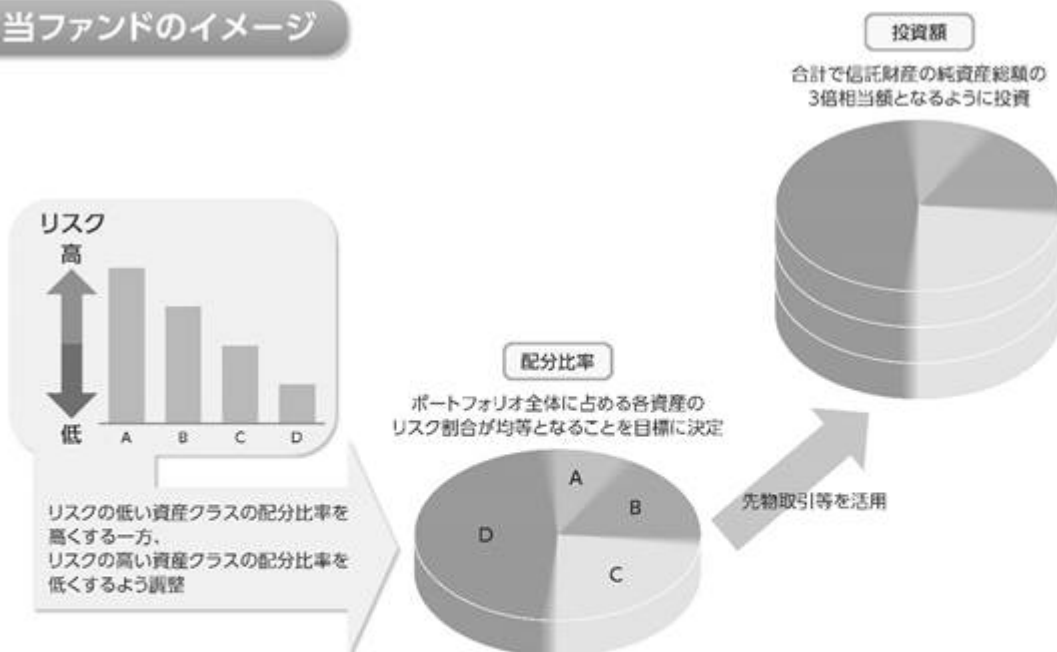 当ファンドのイメージ
投資額
合計で信託財産の純資産総額の
3倍相当額となるように投資
リスク
高
低
A B C D
配分比率
ポートフォリオ全体に占める各資産の
リスク割合が均等となることを目標に決定
リスクの低い資産クラスの配分比率を
高くする一方、
リスクの高い資産クラスの配分比率を
低くするよう調整
A
B
C
D
先物取引等を活用